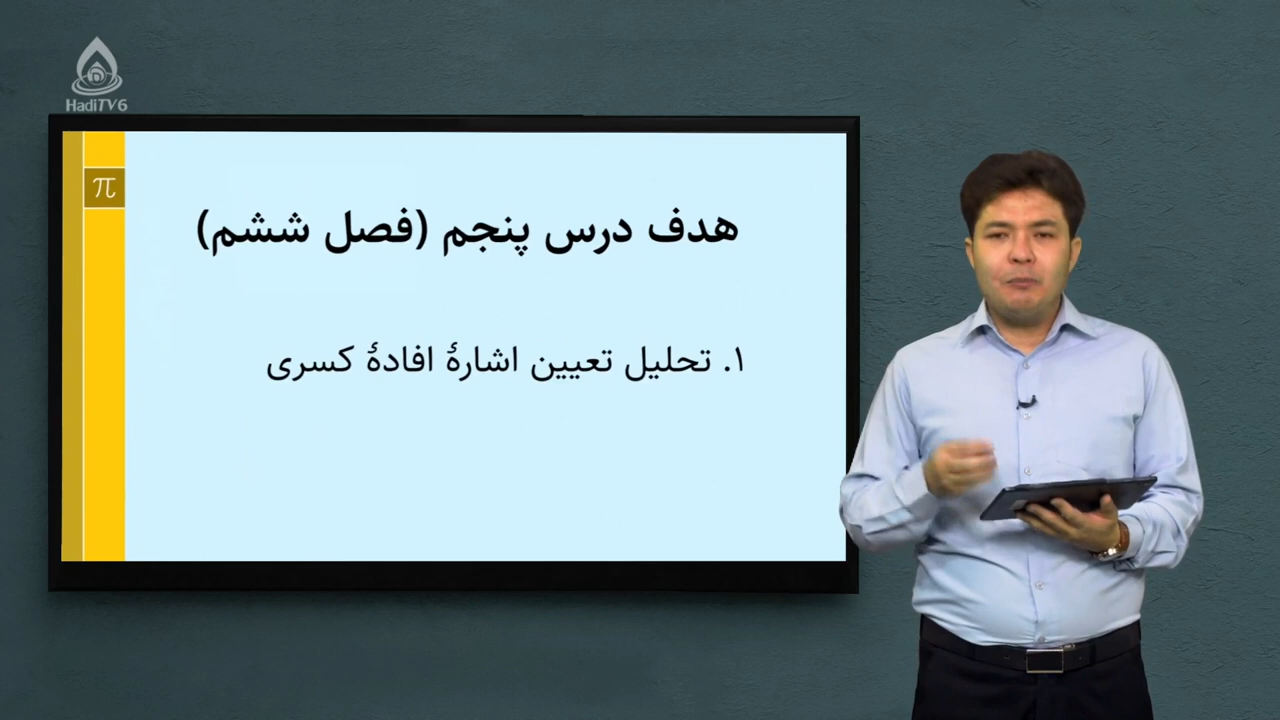 HadiTV6
π
هدف درس پنجم (فصل ششم)
۱. تحلیل تعیین اشارهٔ افادهٔ کسری